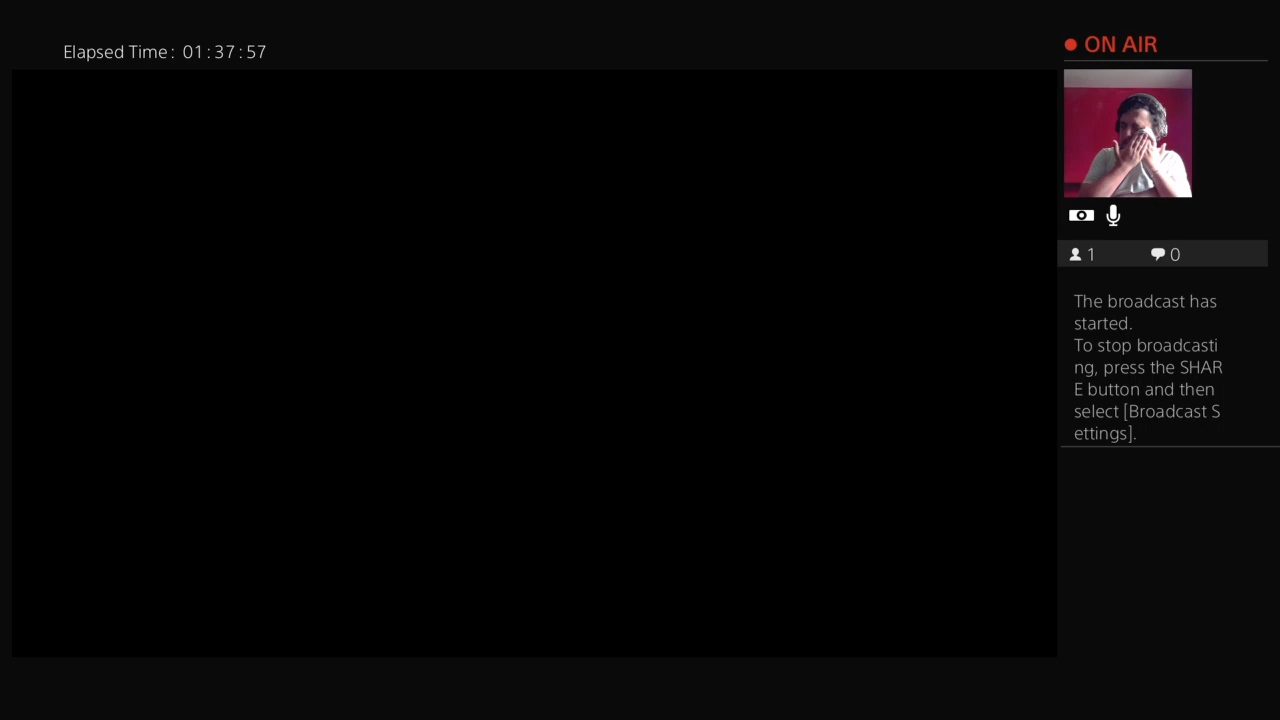 Elapsed Time: 01:37:57
ON AIR
1 0
The broadcast has
started.
To stop broadcasti
ng, press the SHAR
E button and then
select [Broadcast S
ettings].